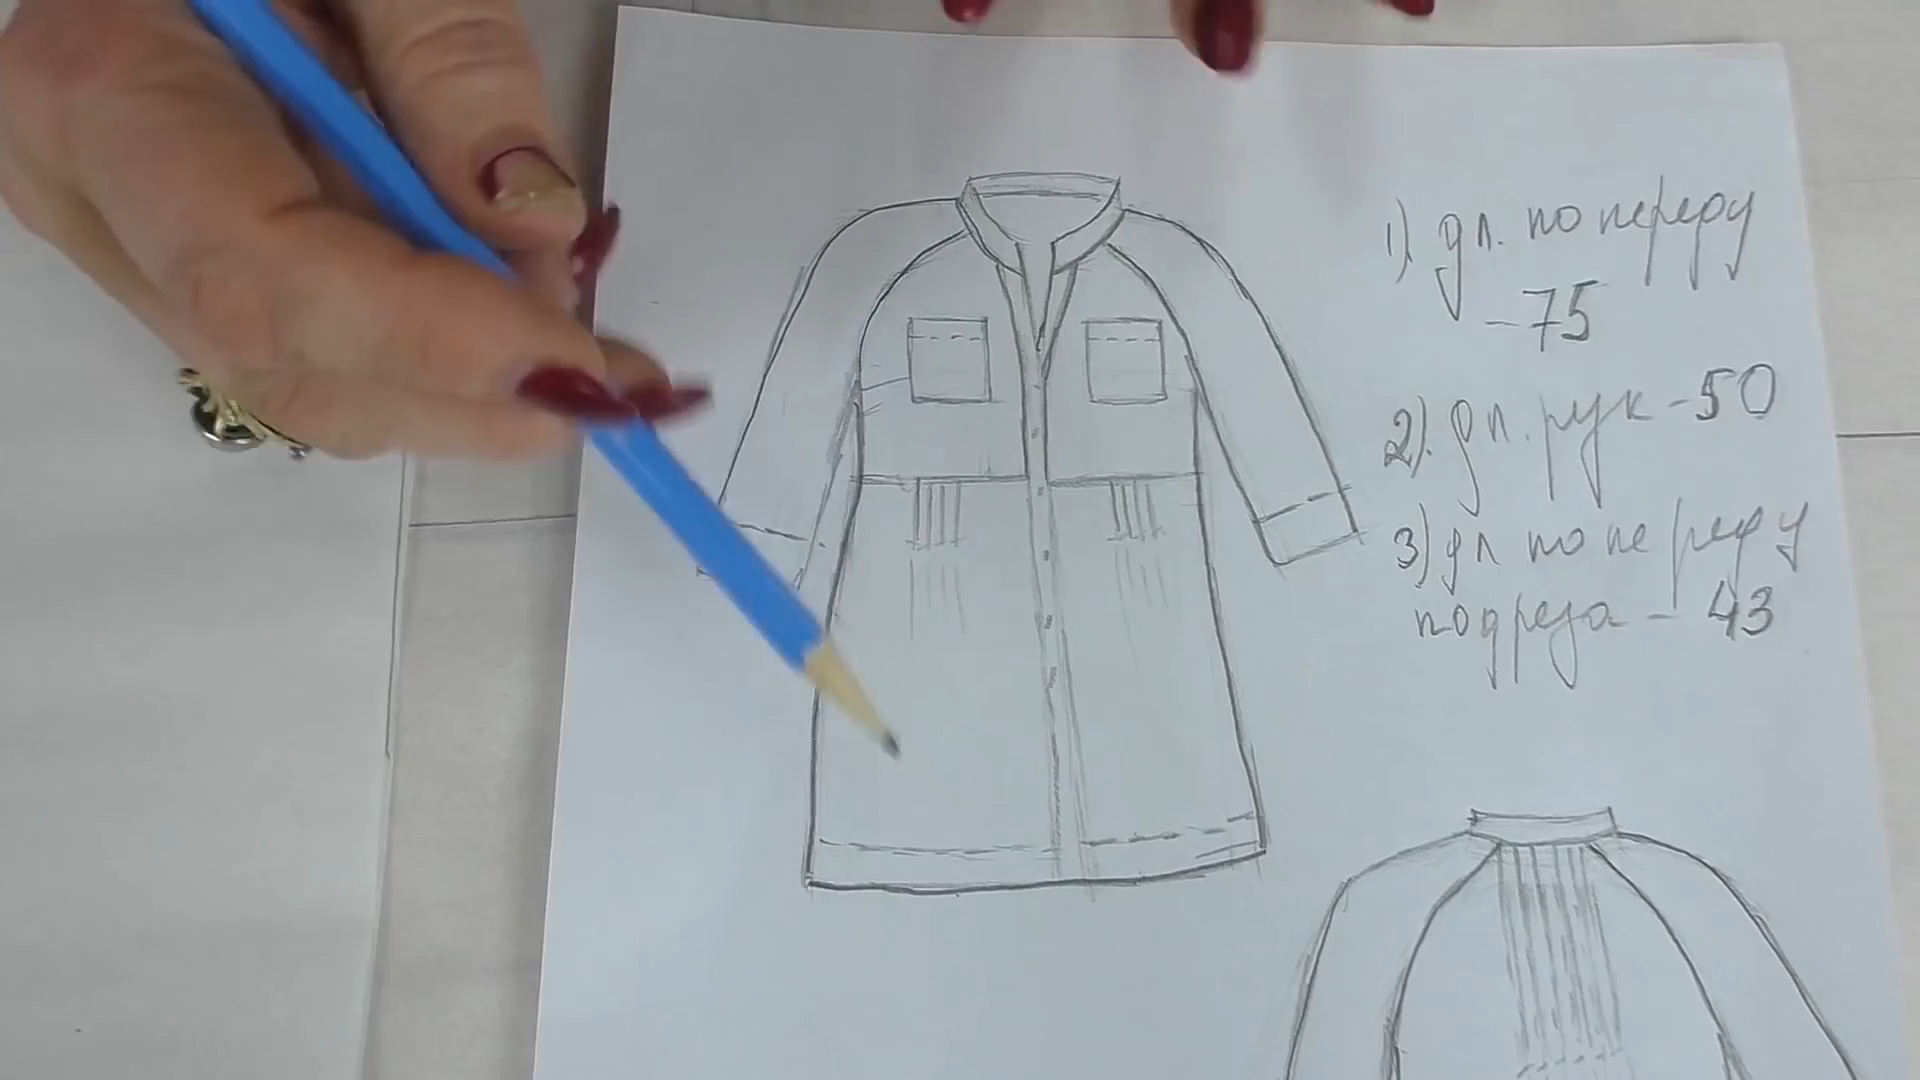 1). дл. по переду
- 75
2). дл. рук - 50
3) дл по переду
подреза - 43